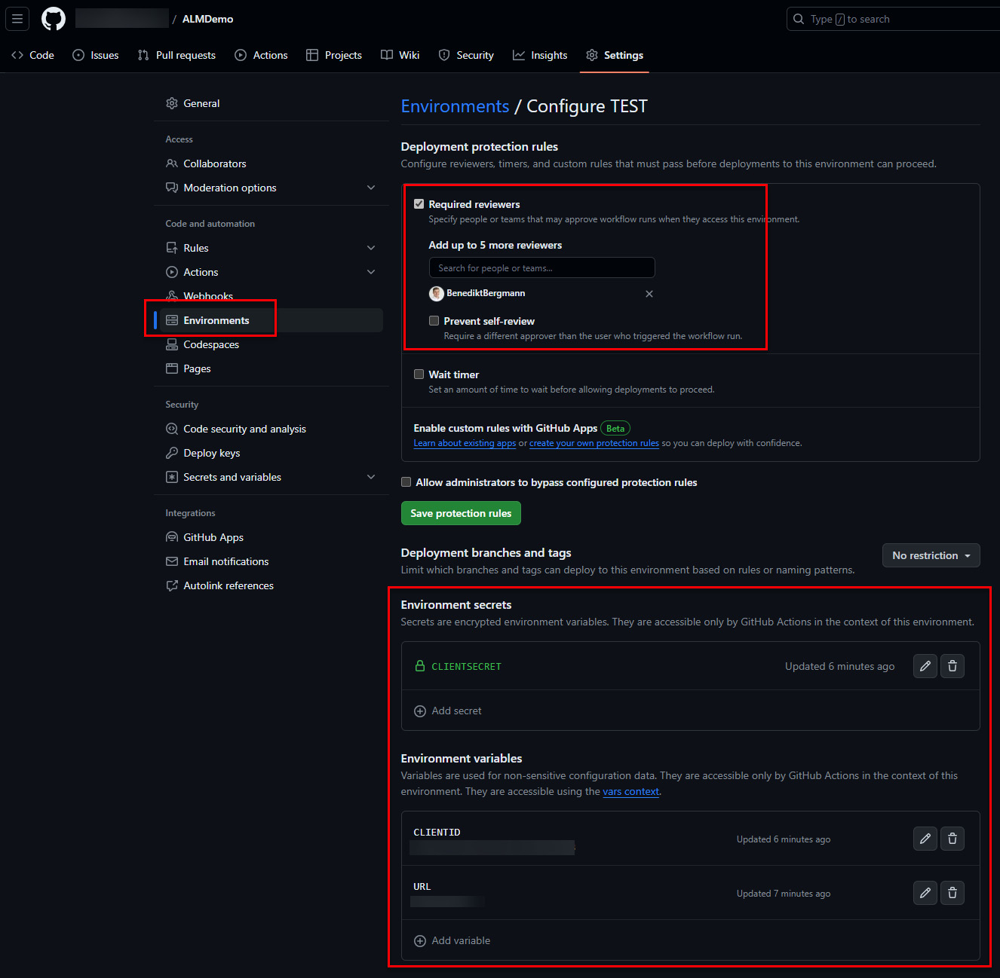 / ALMDemo
Type / to search
Code Issues Pull requests Actions Projects Wiki Security Insights Settings
General
Access
Collaborators
Moderation options
Code and automation
Rules
Actions
Webhooks
Environments
Codespaces
Pages
Security
Code security and analysis
Deploy keys
Secrets and variables
Integrations
GitHub Apps
Email notifications
Autolink references
Environments / Configure TEST
Deployment protection rules
Configure reviewers, timers, and custom rules that must pass before deployments to this environment can proceed.
Required reviewers
Specify people or teams that may approve workflow runs when they access this environment.
Add up to 5 more reviewers
Search for people or teams...
BenediktBergmann
Prevent self-review
Require a different approver than the user who triggered the workflow run.
Wait timer
Set an amount of time to wait before allowing deployments to proceed.
Enable custom rules with GitHub Apps Beta
Learn about existing apps or create your own protection rules so you can deploy with confidence.
Allow administrators to bypass configured protection rules
Save protection rules
Deployment branches and tags
No restriction
Limit which branches and tags can deploy to this environment based on rules or naming patterns.
Environment secrets
Secrets are encrypted environment variables. They are accessible only by GitHub Actions in the context of this environment.
CLIENTSECRET Updated 6 minutes ago
Add secret
Environment variables
Variables are used for non-sensitive configuration data. They are accessible only by GitHub Actions in the context of this
environment. They are accessible using the vars context.
CLIENTID
Updated 6 minutes ago
URL
Updated 7 minutes ago
Add variable